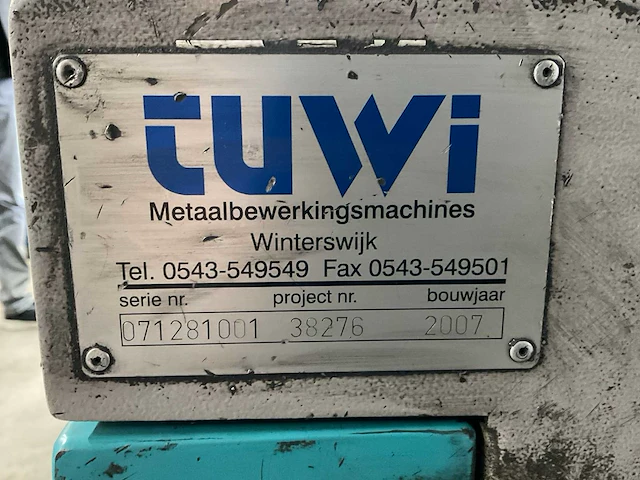 tuwi
Metaalbewerkingsmachines
Winterswijk
Tel. 0543-549549 Fax 0543-549501
serie nr. project nr. bouwjaar
071281001 38276 2007